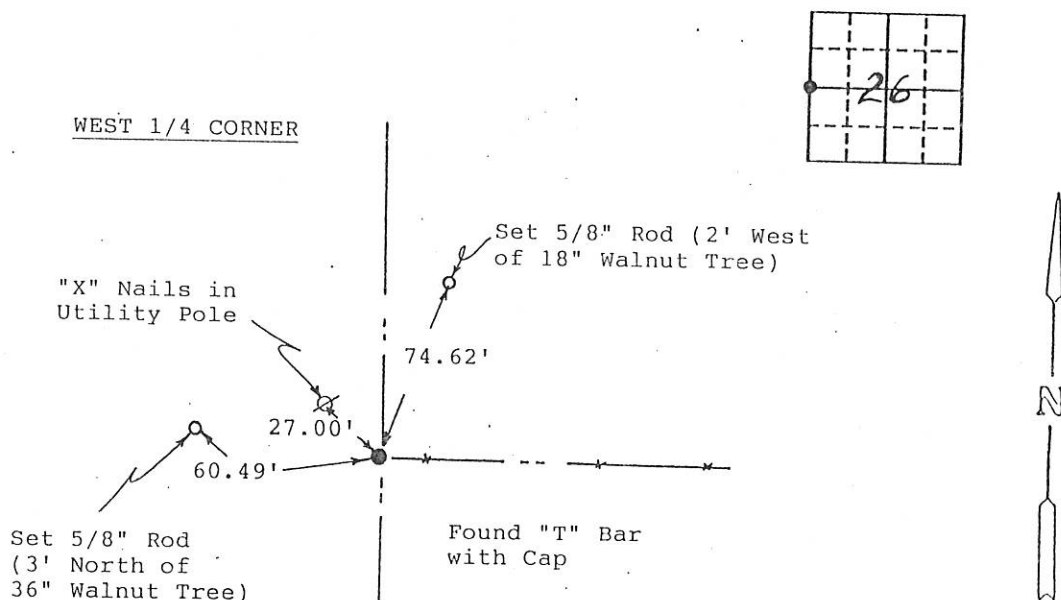 26
WEST 1/4 CORNER
Set 5/8" Rod (2' West
of 18" Walnut Tree)
"X" Nails in
Utility Pole
74.62'
27.00'
60.49'
N
Set 5/8" Rod
(3' North of
36" Walnut Tree)
Found "T" Bar
with Cap